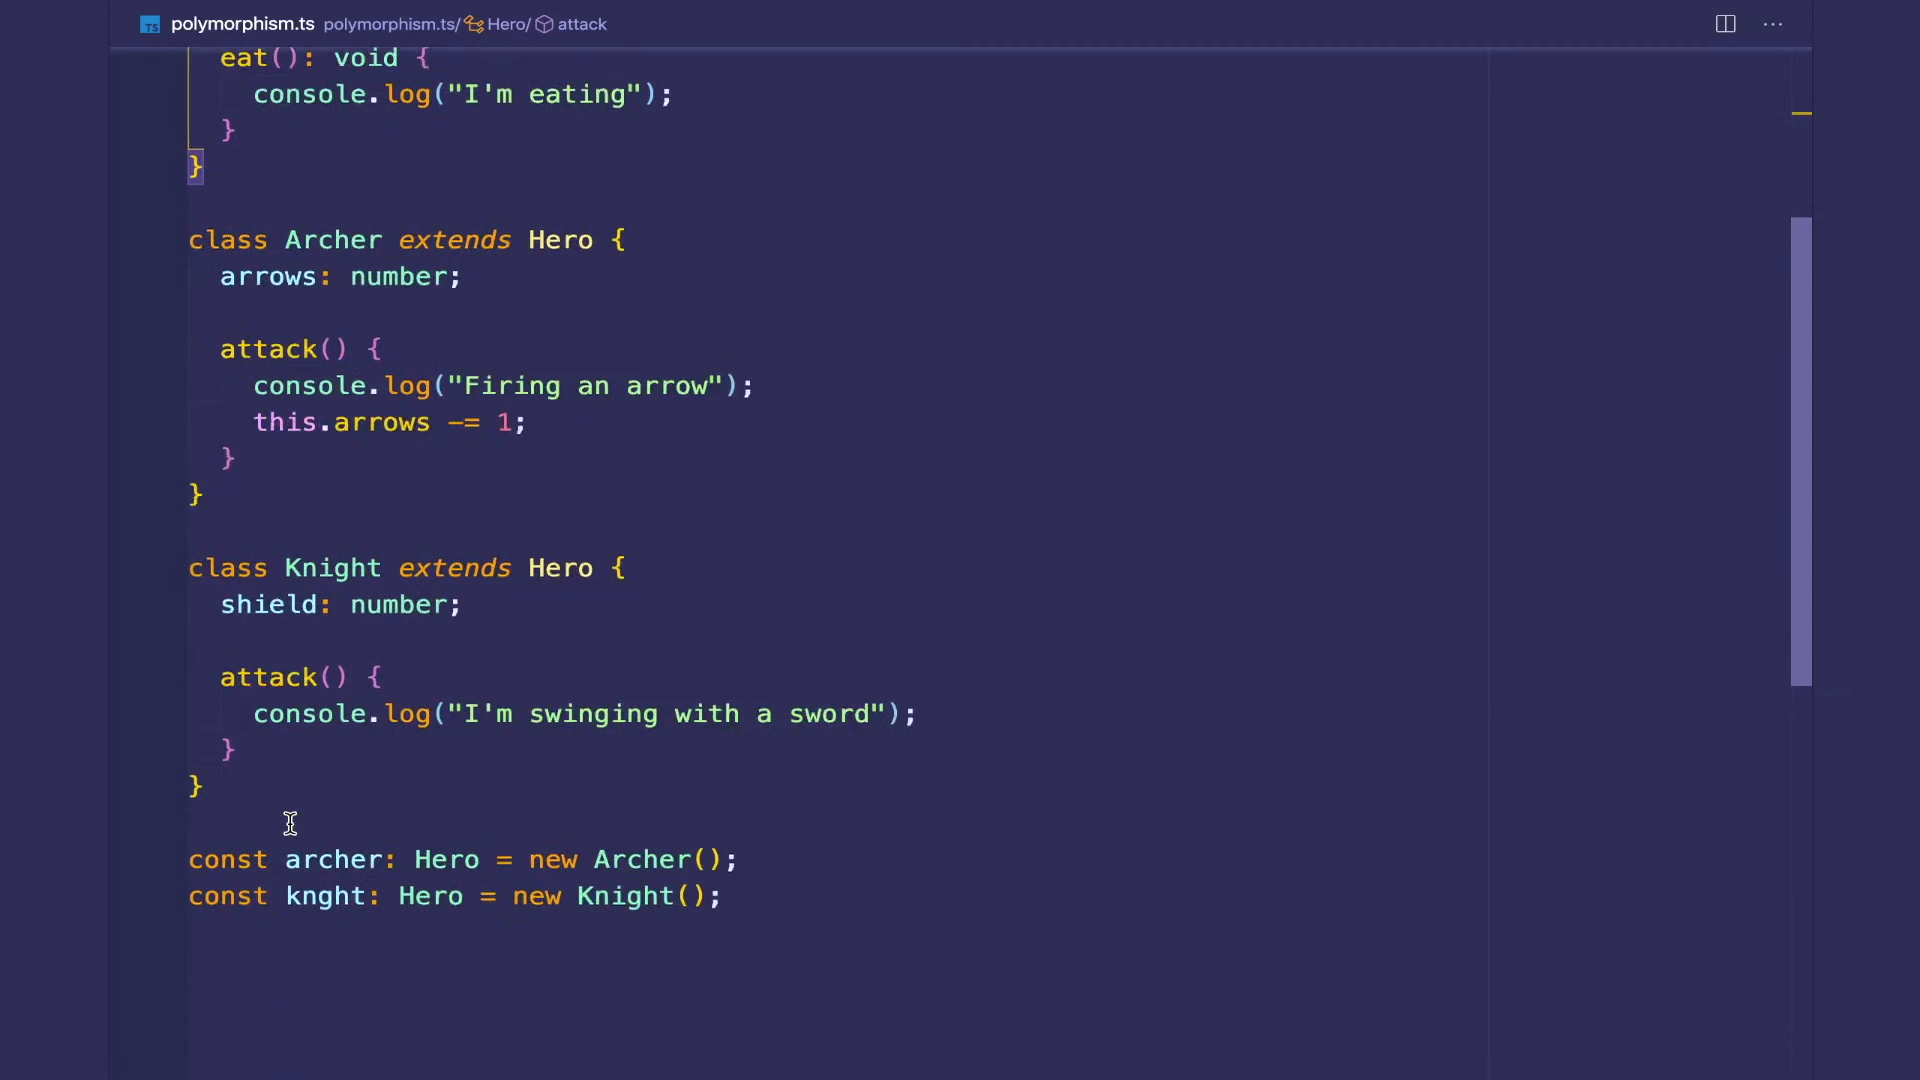 TS polymorphism.ts polymorphism.ts/ Hero/ attack ...
eat(): void {
console.log("I'm eating");
}
}
class Archer extends Hero {
arrows: number;
attack() {
console.log("Firing an arrow");
this.arrows -= 1;
}
}
class Knight extends Hero {
shield: number;
attack() {
console.log("I'm swinging with a sword");
}
}
const archer: Hero = new Archer();
const knght: Hero = new Knight();